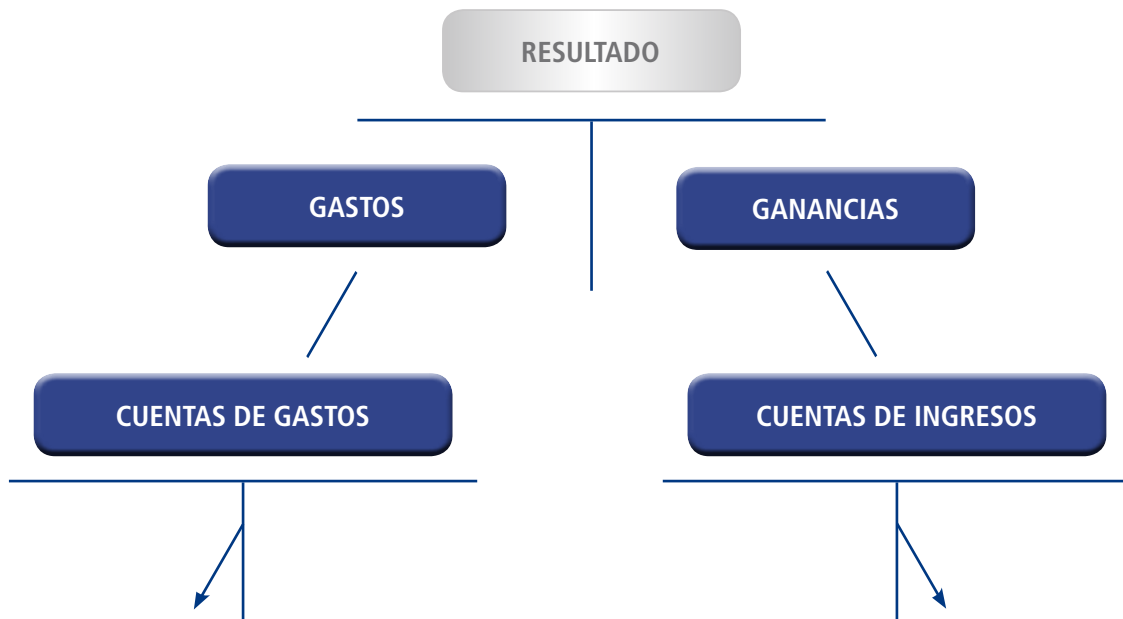 RESULTADO
GASTOS
GANANCIAS
CUENTAS DE GASTOS
CUENTAS DE INGRESOS